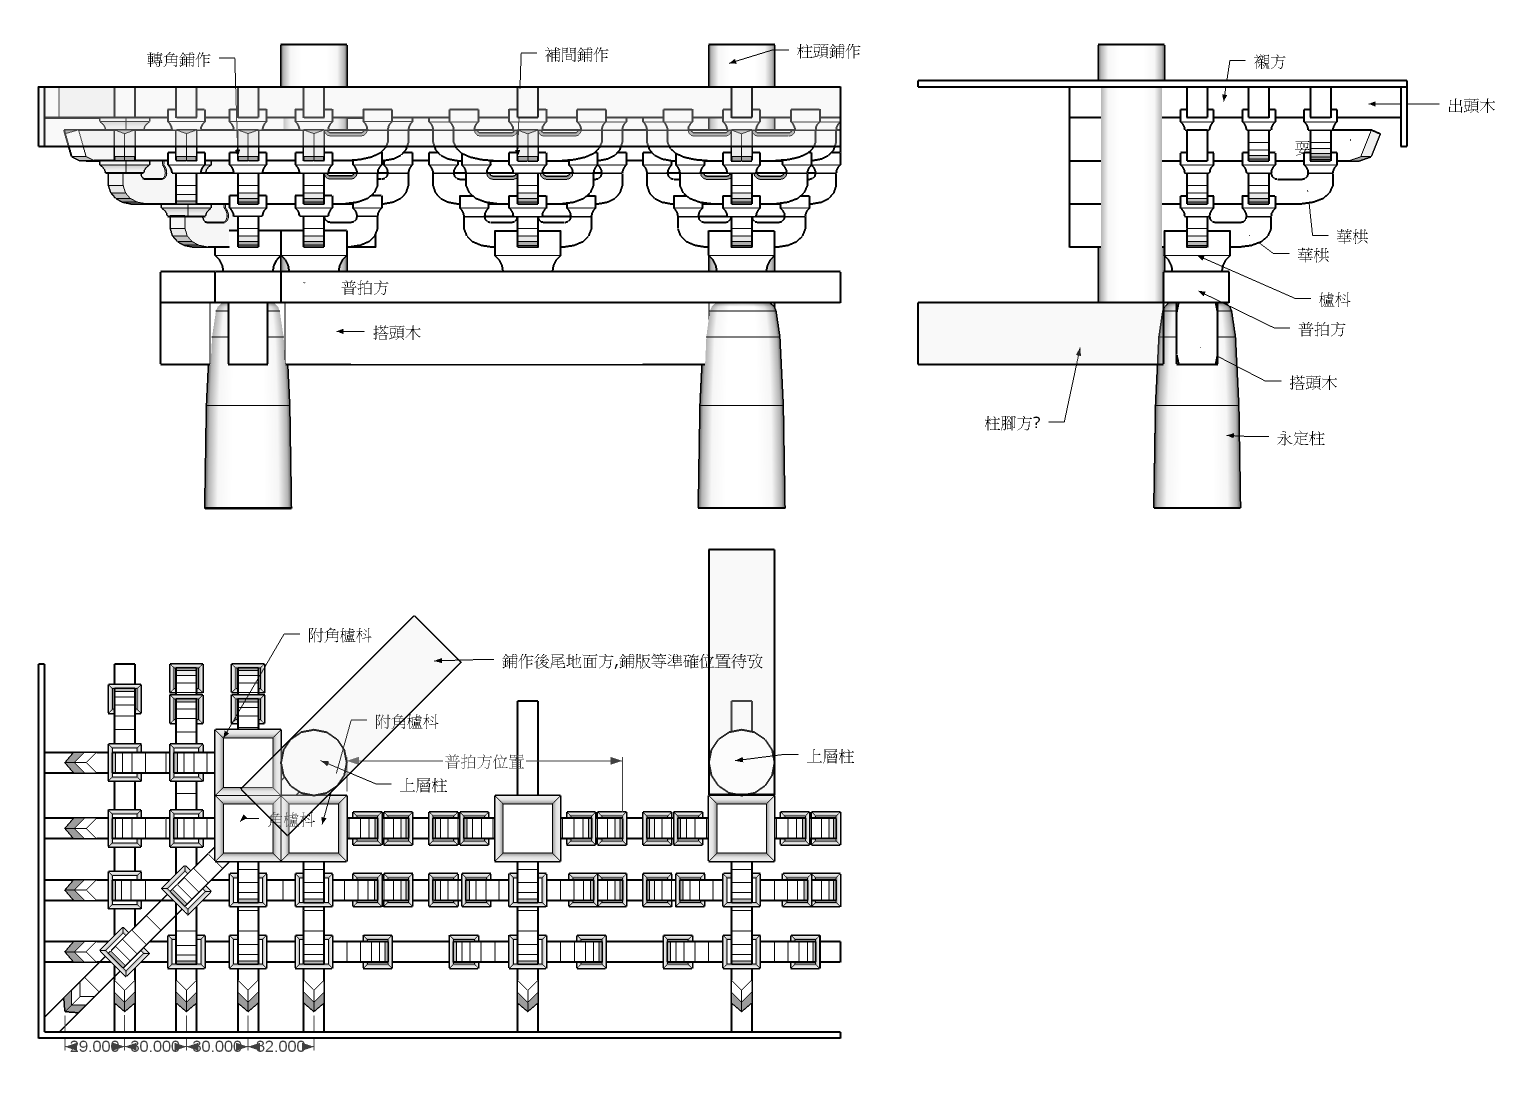 轉角鋪作
補間鋪作
柱頭鋪作
普拍方
搭頭木
襯方
出頭木
耍
華栱
華栱
櫨枓
普拍方
搭頭木
柱腳方?
永定柱
附角櫨枓
鋪作後尾地面方,鋪版等準確位置待攷
附角櫨枓
普拍方位置
上層柱
上層柱
角櫨枓
29.000
30.000
30.000
32.000